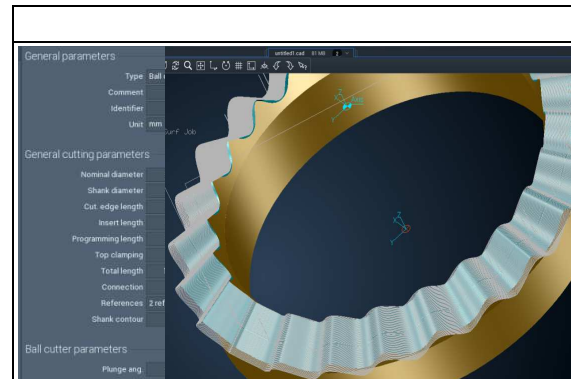 untitled1.cad 81 MB 2
General parameters
Type Ball
Comment
Identifier
Unit mm
urf Job
General cutting parameters
Nominal diameter
Shank diameter
Cut. edge length
Insert length
Programming length
Top clamping
Total length
Connection
References 2 ref
Shank contour
Ball cutter parameters
Plunge ang.
Z
X
Y
Z
X
Y